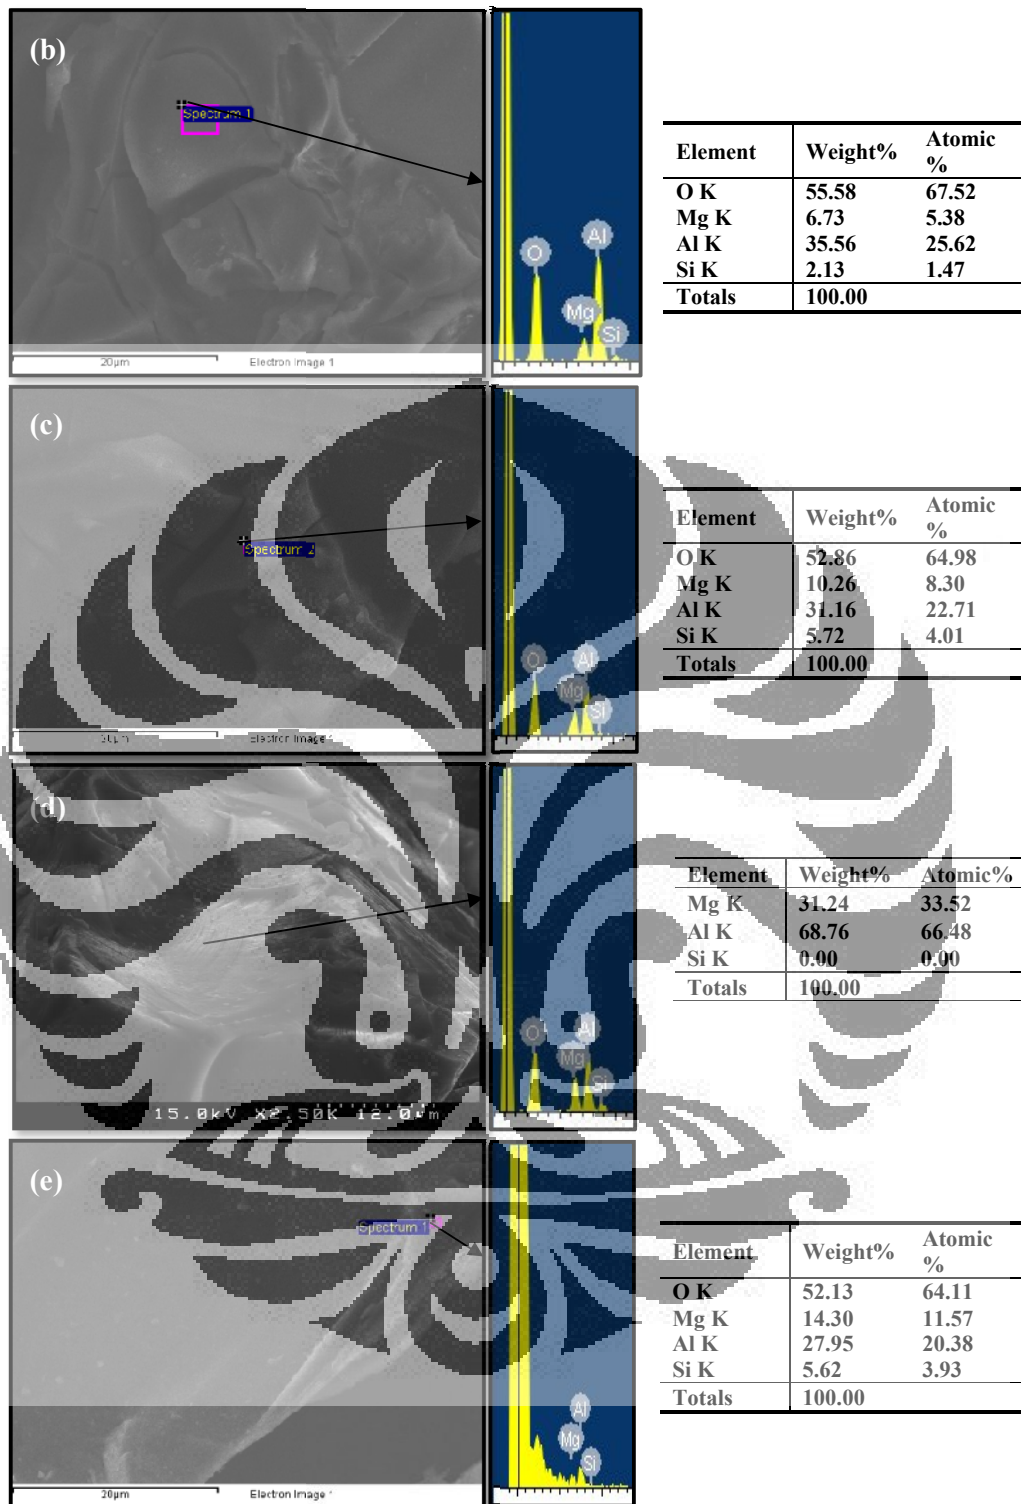 (b)
Spectrum 1
O
Al
Mg
Si
20µm Electron Image 1
Element Weight% Atomic %
O K 55.58 67.52
Mg K 6.73 5.38
Al K 35.56 25.62
Si K 2.13 1.47
Totals 100.00
(c)
Spectrum 2
O
Al
Mg
Si
Electron Image 1
Element Weight% Atomic %
O K 52.86 64.98
Mg K 10.26 8.30
Al K 31.16 22.71
Si K 5.72 4.01
Totals 100.00
(d)
O
Al
Mg
Si
15.0kV X2.50K 12.0µm
Element Weight% Atomic%
Mg K 31.24 33.52
Al K 68.76 66.48
Si K 0.00 0.00
Totals 100.00
(e)
Spectrum 1
Al
Mg
Si
20µm Electron Image
Element Weight% Atomic %
O K 52.13 64.11
Mg K 14.30 11.57
Al K 27.95 20.38
Si K 5.62 3.93
Totals 100.00